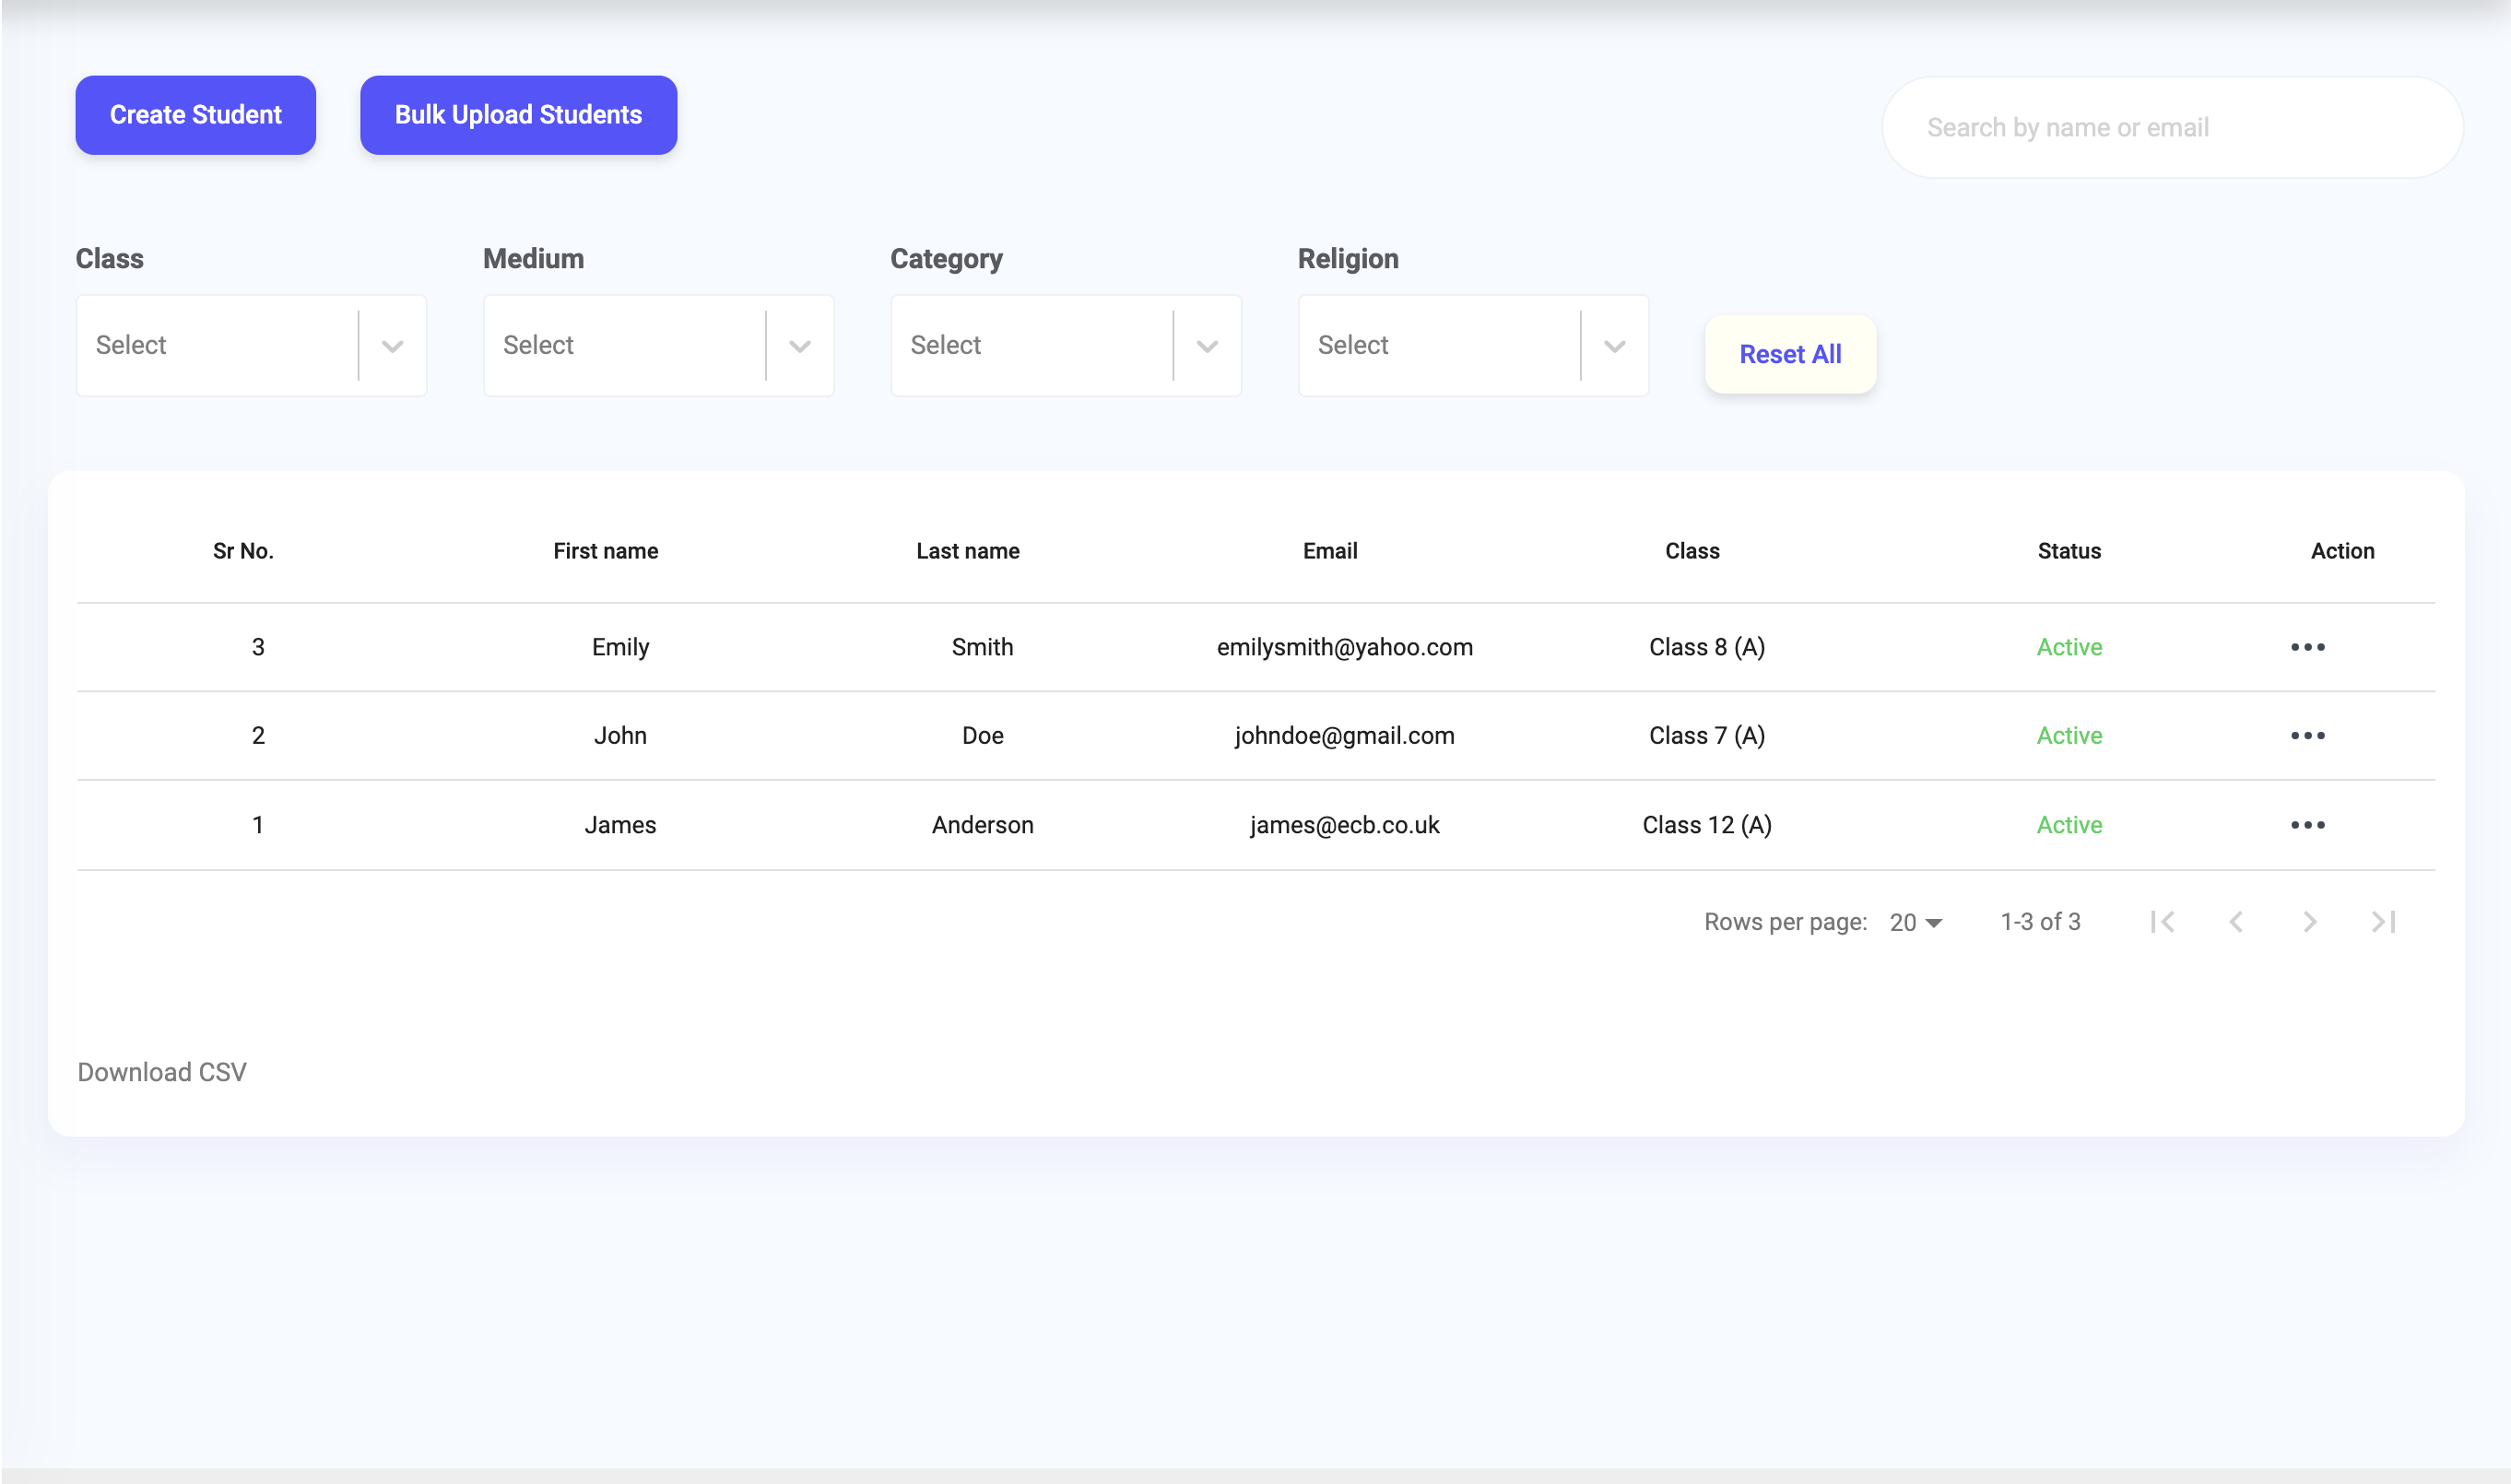 Create Student
Bulk Upload Students
Search by name or email
Class
Medium
Category
Religion
Select
Select
Select
Select
Reset All
Sr No. First name Last name Email Class Status Action
3 Emily Smith emilysmith@yahoo.com Class 8 (A) Active
2 John Doe johndoe@gmail.com Class 7 (A) Active
1 James Anderson james@ecb.co.uk Class 12 (A) Active
Rows per page: 20 1-3 of 3
Download CSV